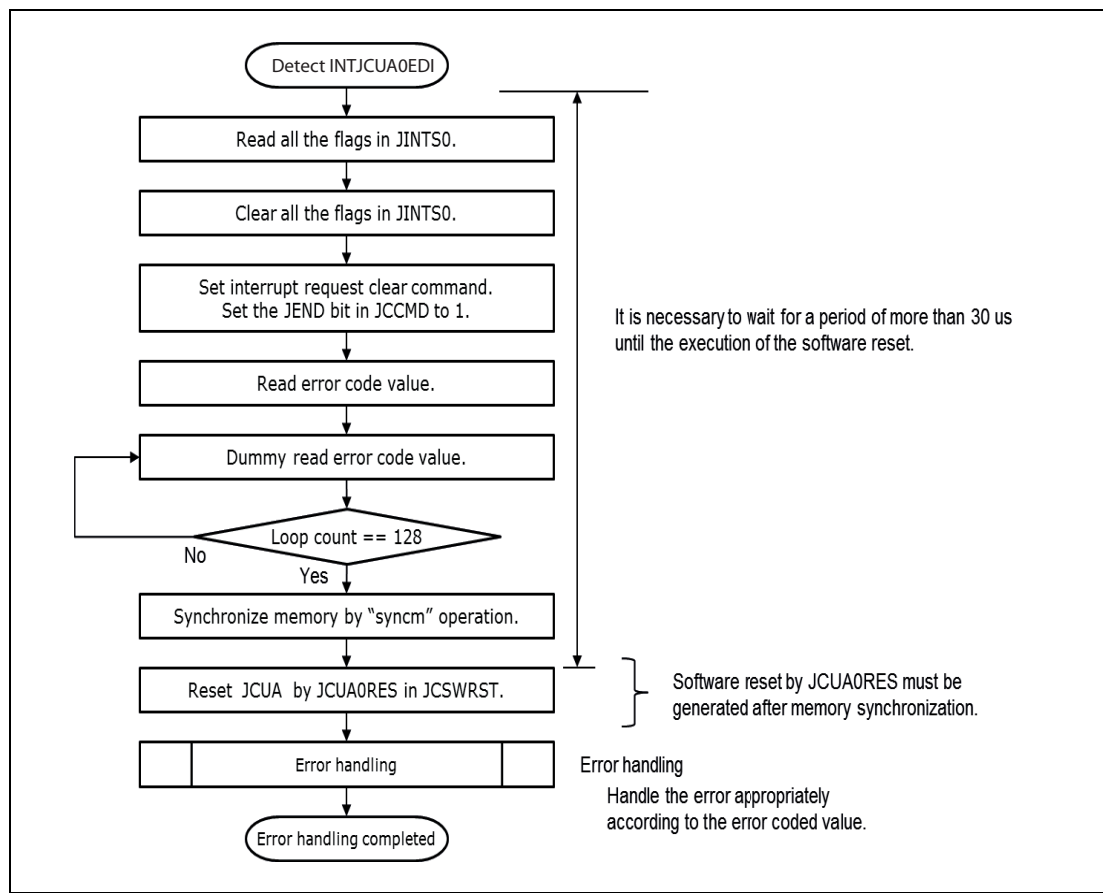 Detect INTJCUA0EDI
Read all the flags in JINTS0.
Clear all the flags in JINTS0.
Set interrupt request clear command.
Set the JEND bit in JCCMD to 1.
It is necessary to wait for a period of more than 30 us
until the execution of the software reset.
Read error code value.
Dummy read error code value.
Loop count == 128
No
Yes
Synchronize memory by “syncm” operation.
Reset JCUA by JCUA0RES in JCSWRST.
Software reset by JCUA0RES must be
generated after memory synchronization.
Error handling
Error handling
Handle the error appropriately
according to the error coded value.
Error handling completed